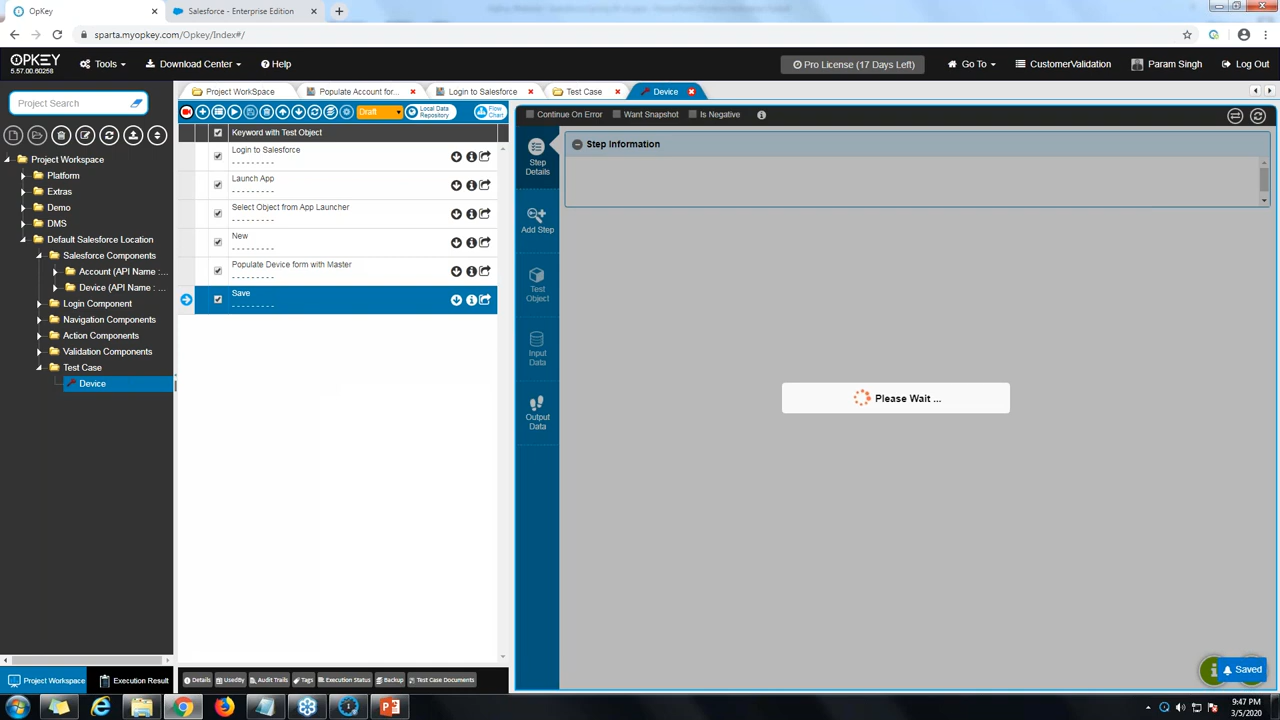 OpKey
Salesforce - Enterprise Edition
sparta.myopkey.com/Opkey/Index#/
OPKEY
5.57.00.60258
Tools
Download Center
Help
Pro License (17 Days Left)
Go To
CustomerValidation
Param Singh
Log Out
Project Search
Project WorkSpace
Populate Account for...
Login to Salesforce
Test Case
Device
Draft
Local Data
Repository
Flow
Chart
Continue On Error
Want Snapshot
Is Negative
Project Workspace
Platform
Extras
Demo
DMS
Default Salesforce Location
Salesforce Components
Account (API Name :...
Device (API Name : ...
Login Component
Navigation Components
Action Components
Validation Components
Test Case
Device
Keyword with Test Object
Login to Salesforce
---------
Launch App
---------
Select Object from App Launcher
---------
New
---------
Populate Device form with Master
---------
Save
---------
Step
Details
Add Step
Test
Object
Input
Data
Output
Data
Step Information
Please Wait ...
Saved
Project Workspace
Execution Result
Details
UsedBy
Audit Trails
Tags
Execution Status
Backup
Test Case Documents
9:47 PM
3/5/2020